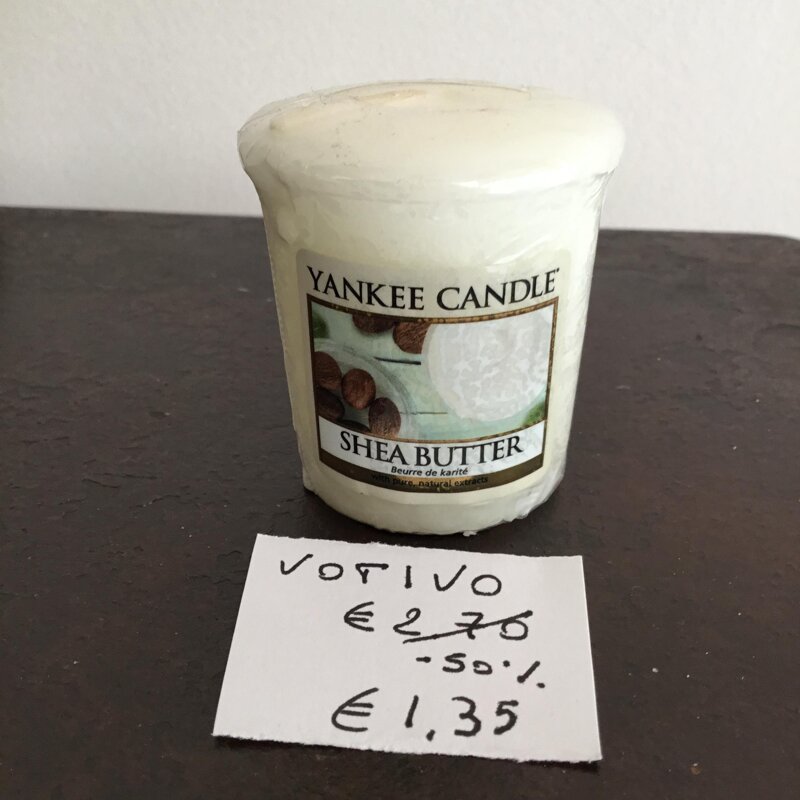 YANKEE CANDLE
SHEA BUTTER
Beurre de karité
with pure, natural extracts
VOTIVO
€ 2,70
-50%
€ 1,35